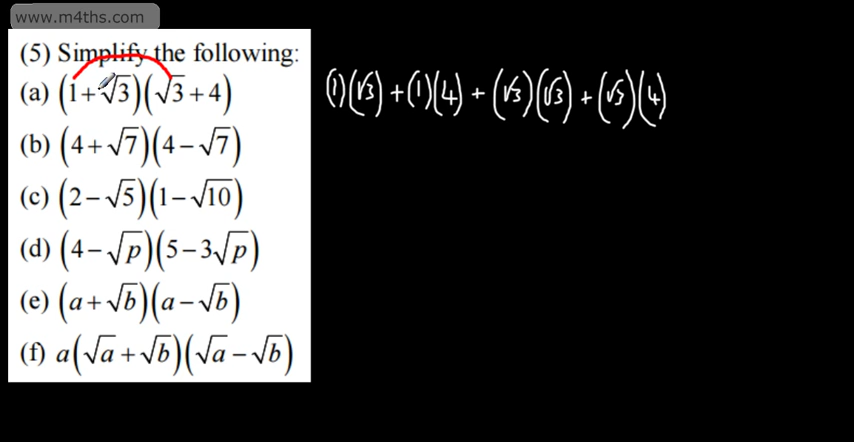 www.m4ths.com
(5) Simplify the following:
(a) (1+√3)(√3+4)
(1)(√3)+(1)(4)+(√3)(√3)+(√3)(4)
(b) (4+√7)(4−√7)
(c) (2−√5)(1−√10)
(d) (4−√p)(5−3√p)
(e) (a+√b)(a−√b)
(f) a(√a+√b)(√a−√b)